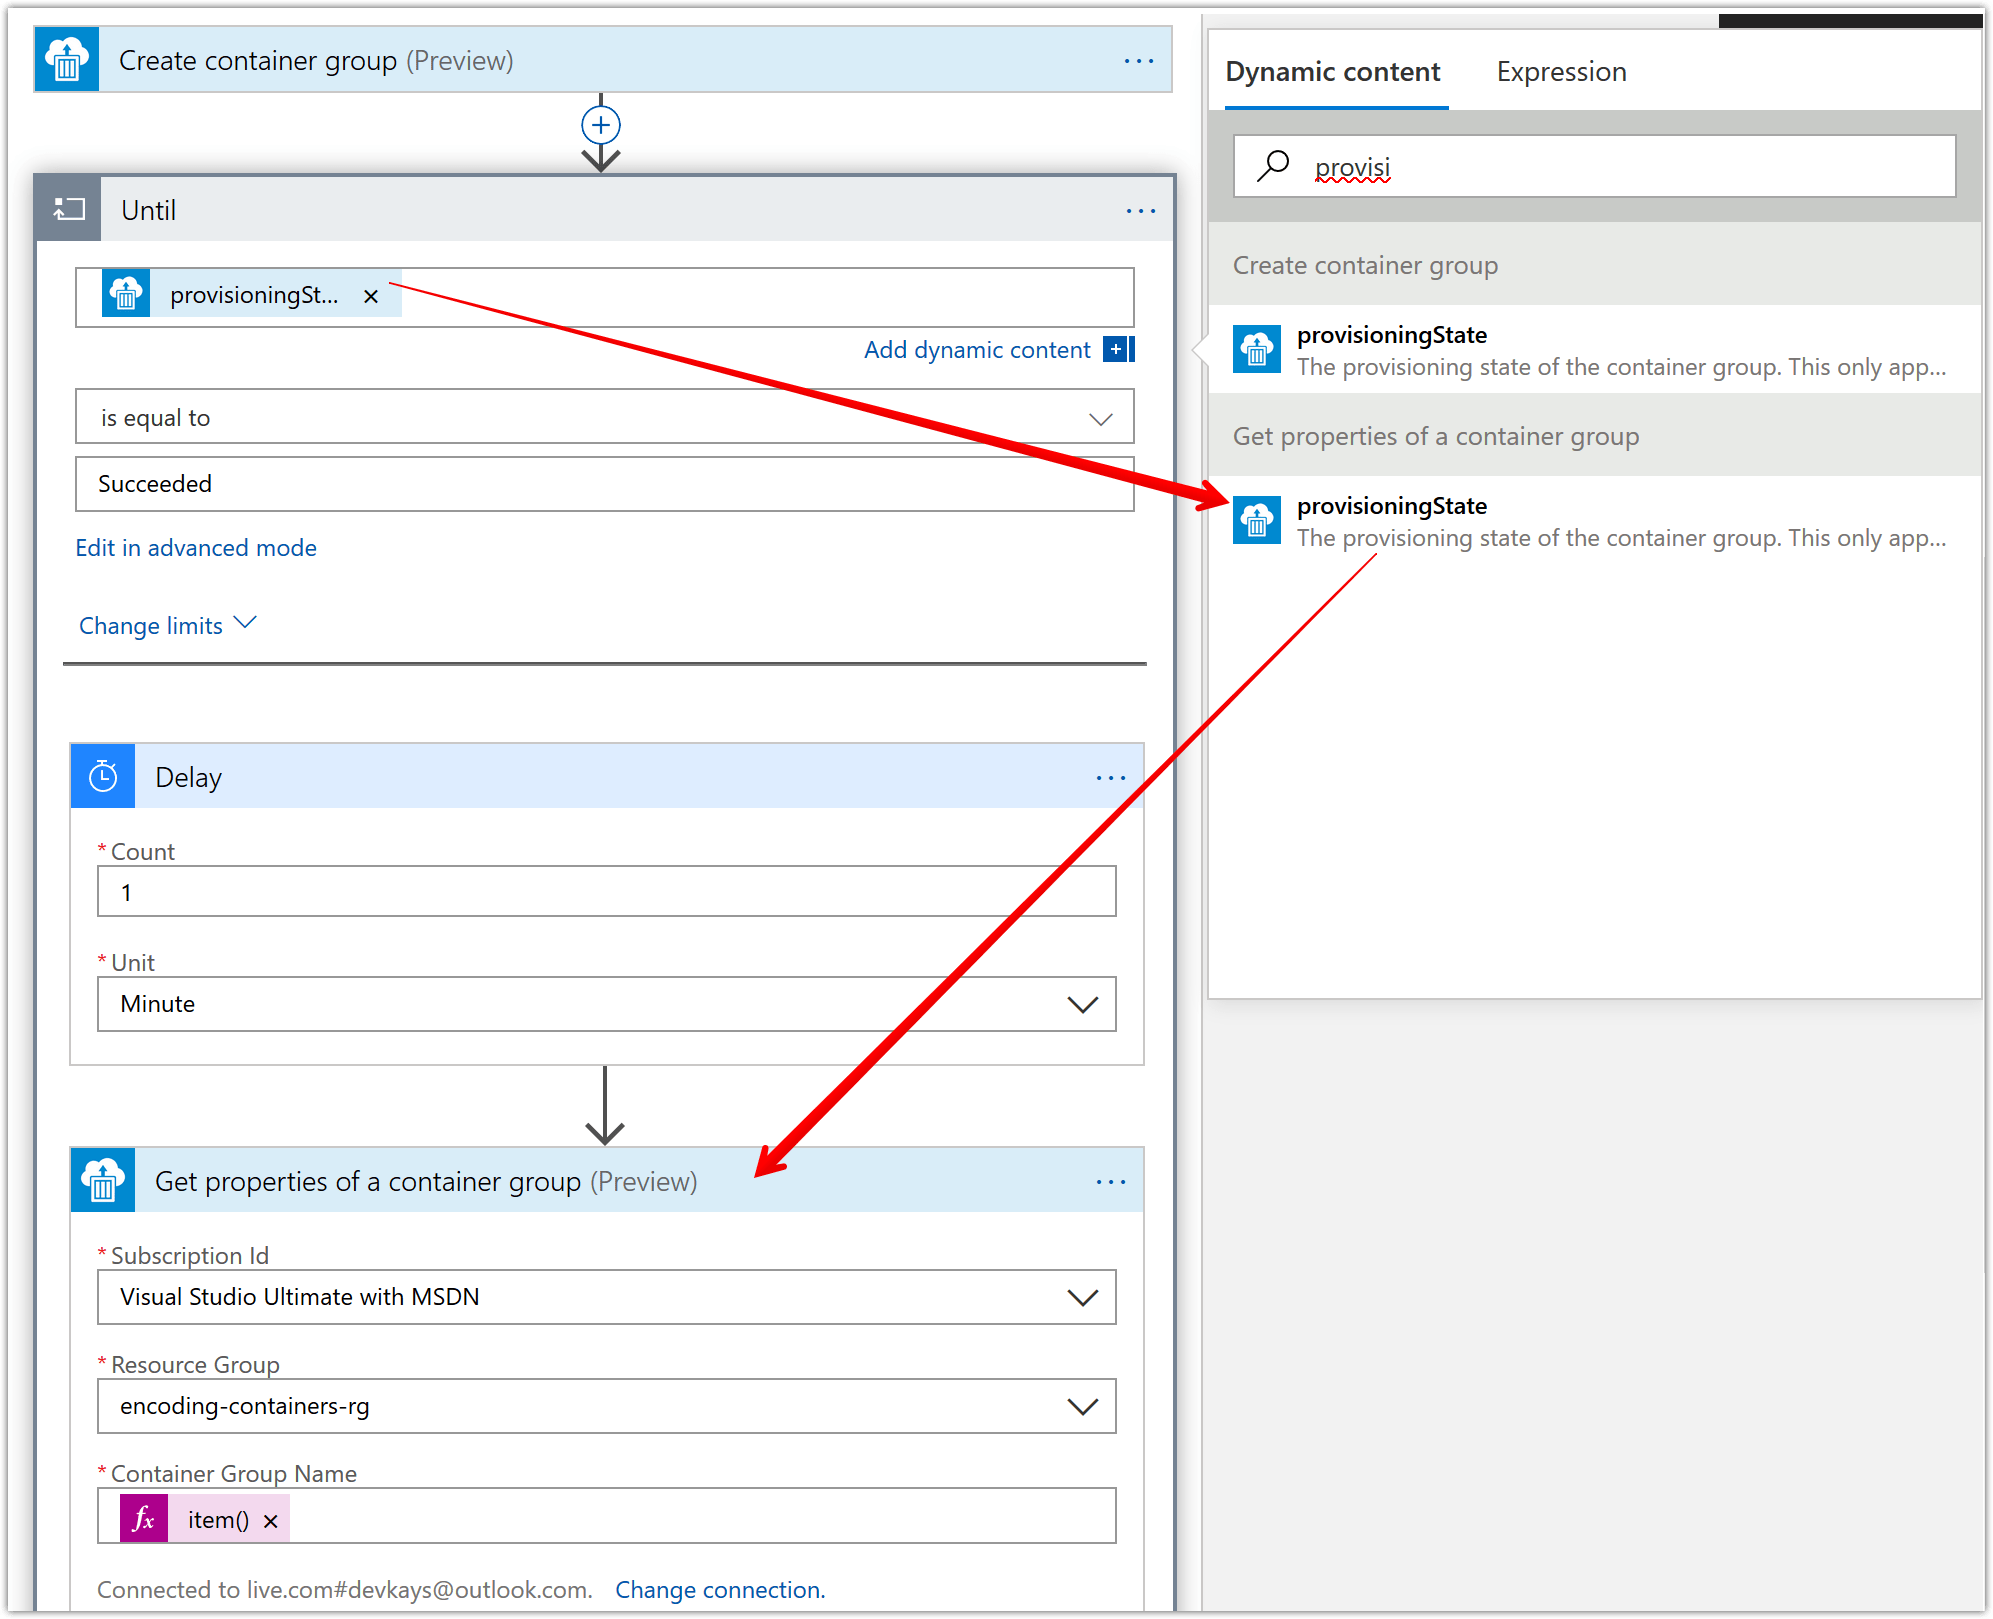 Create container group (Preview)
Until
provisioningSt...
Add dynamic content
is equal to
Succeeded
Edit in advanced mode
Change limits
Delay
* Count
1
* Unit
Minute
Get properties of a container group (Preview)
* Subscription Id
Visual Studio Ultimate with MSDN
* Resource Group
encoding-containers-rg
* Container Group Name
fx item()
Connected to live.com#devkays@outlook.com. Change connection.
Dynamic content Expression
provisi
Create container group
provisioningState
The provisioning state of the container group. This only app...
Get properties of a container group
provisioningState
The provisioning state of the container group. This only app...